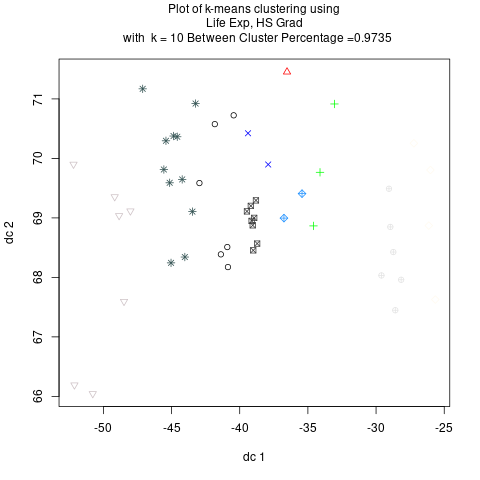 Plot of k-means clustering using
Life Exp, HS Grad
with k = 10 Between Cluster Percentage =0.9735
71
70
69
68
67
66
dc 2
-50 -45 -40 -35 -30 -25
dc 1